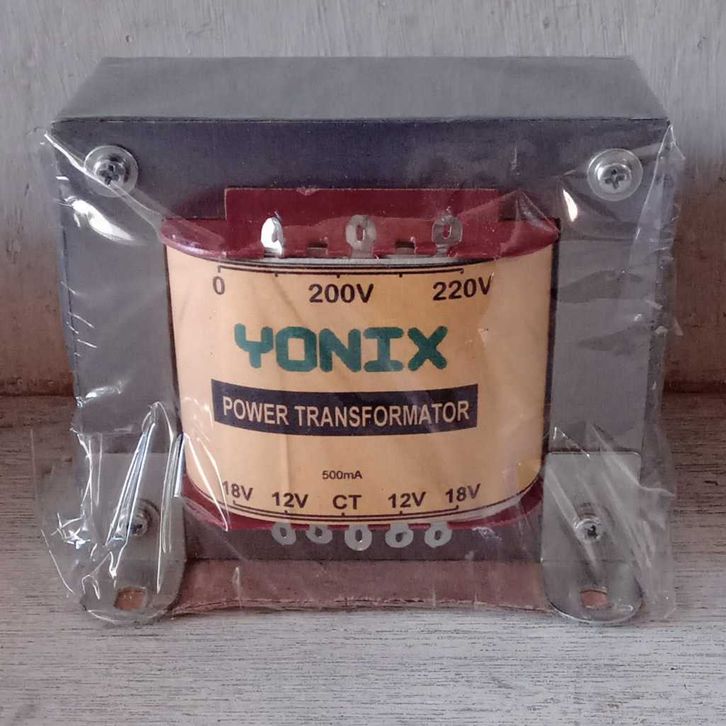 0 200V 220V
YONIX
POWER TRANSFORMATOR
500mA
18V 12V CT 12V 18V